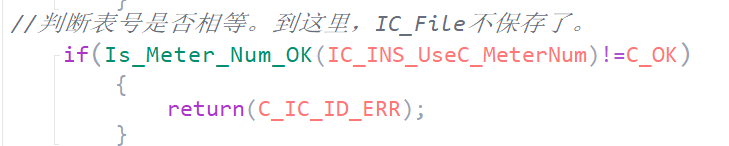 }
//判断表号是否相等。到这里，IC_File不保存了。
if(Is_Meter_Num_OK(IC_INS_UseC_MeterNum)!=C_OK)
{
return(C_IC_ID_ERR);
}